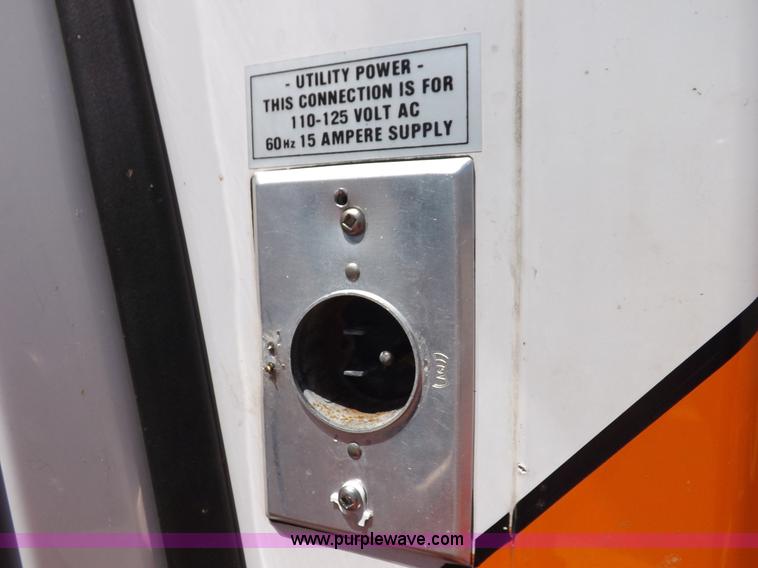 - UTILITY POWER -
THIS CONNECTION IS FOR
110-125 VOLT AC
60Hz 15 AMPERE SUPPLY
www.purplewave.com